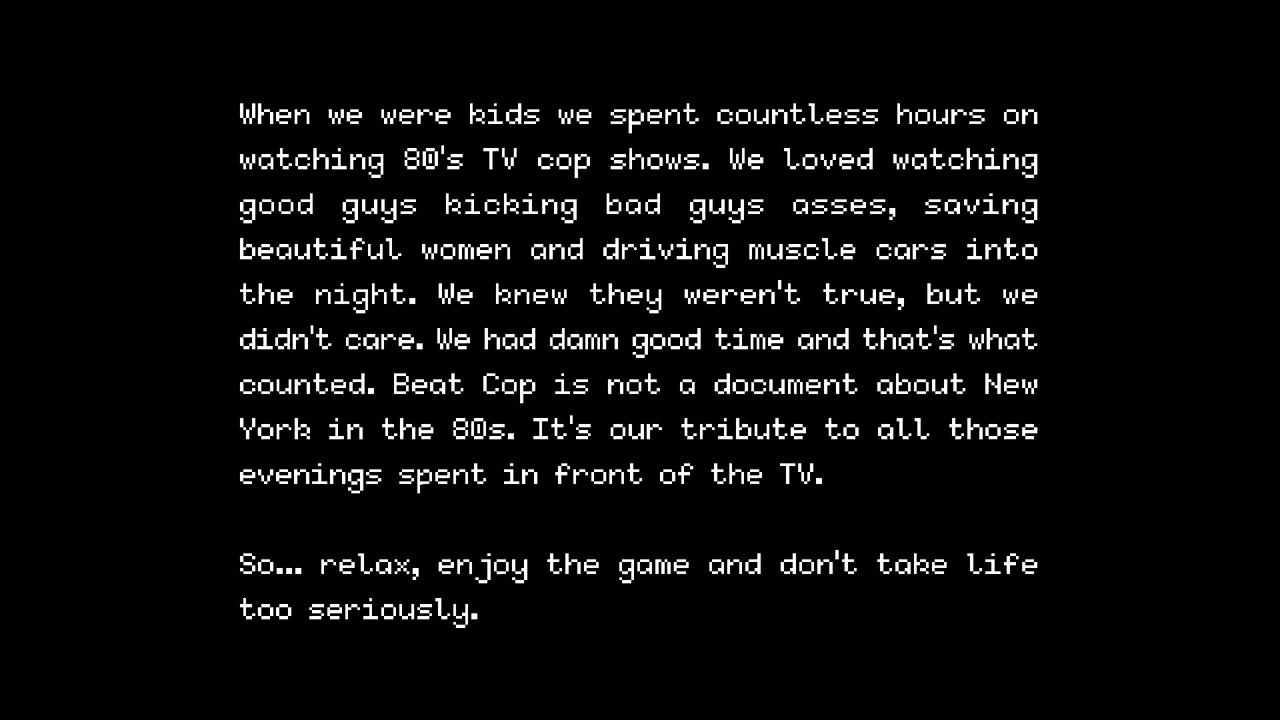 When we were kids we spent countless hours on
watching 80's TV cop shows. We loved watching
good guys kicking bad guys asses, saving
beautiful women and driving muscle cars into
the night. We knew they weren't true, but we
didn't care. We had damn good time and that's what
counted. Beat Cop is not a document about New
York in the 80s. It's our tribute to all those
evenings spent in front of the TV.
So... relax, enjoy the game and don't take life
too seriously.